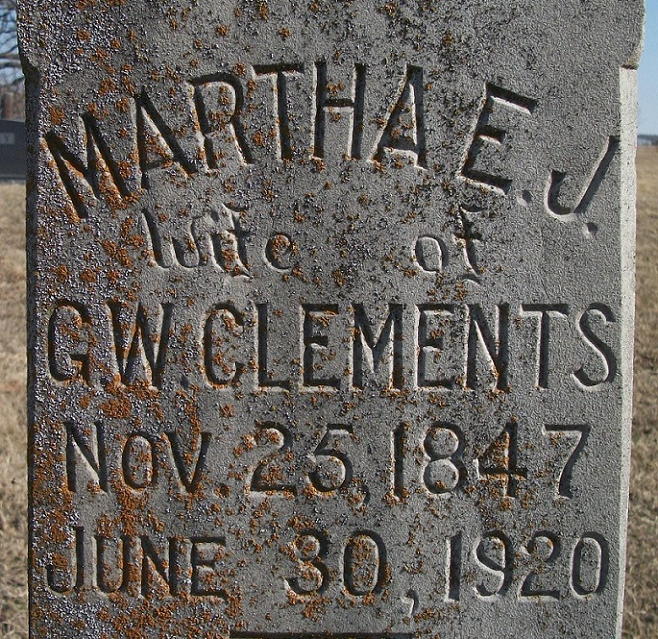 MARTHA E. J.
Wife of
G.W. CLEMENTS
NOV. 25, 1847
JUNE 30, 1920